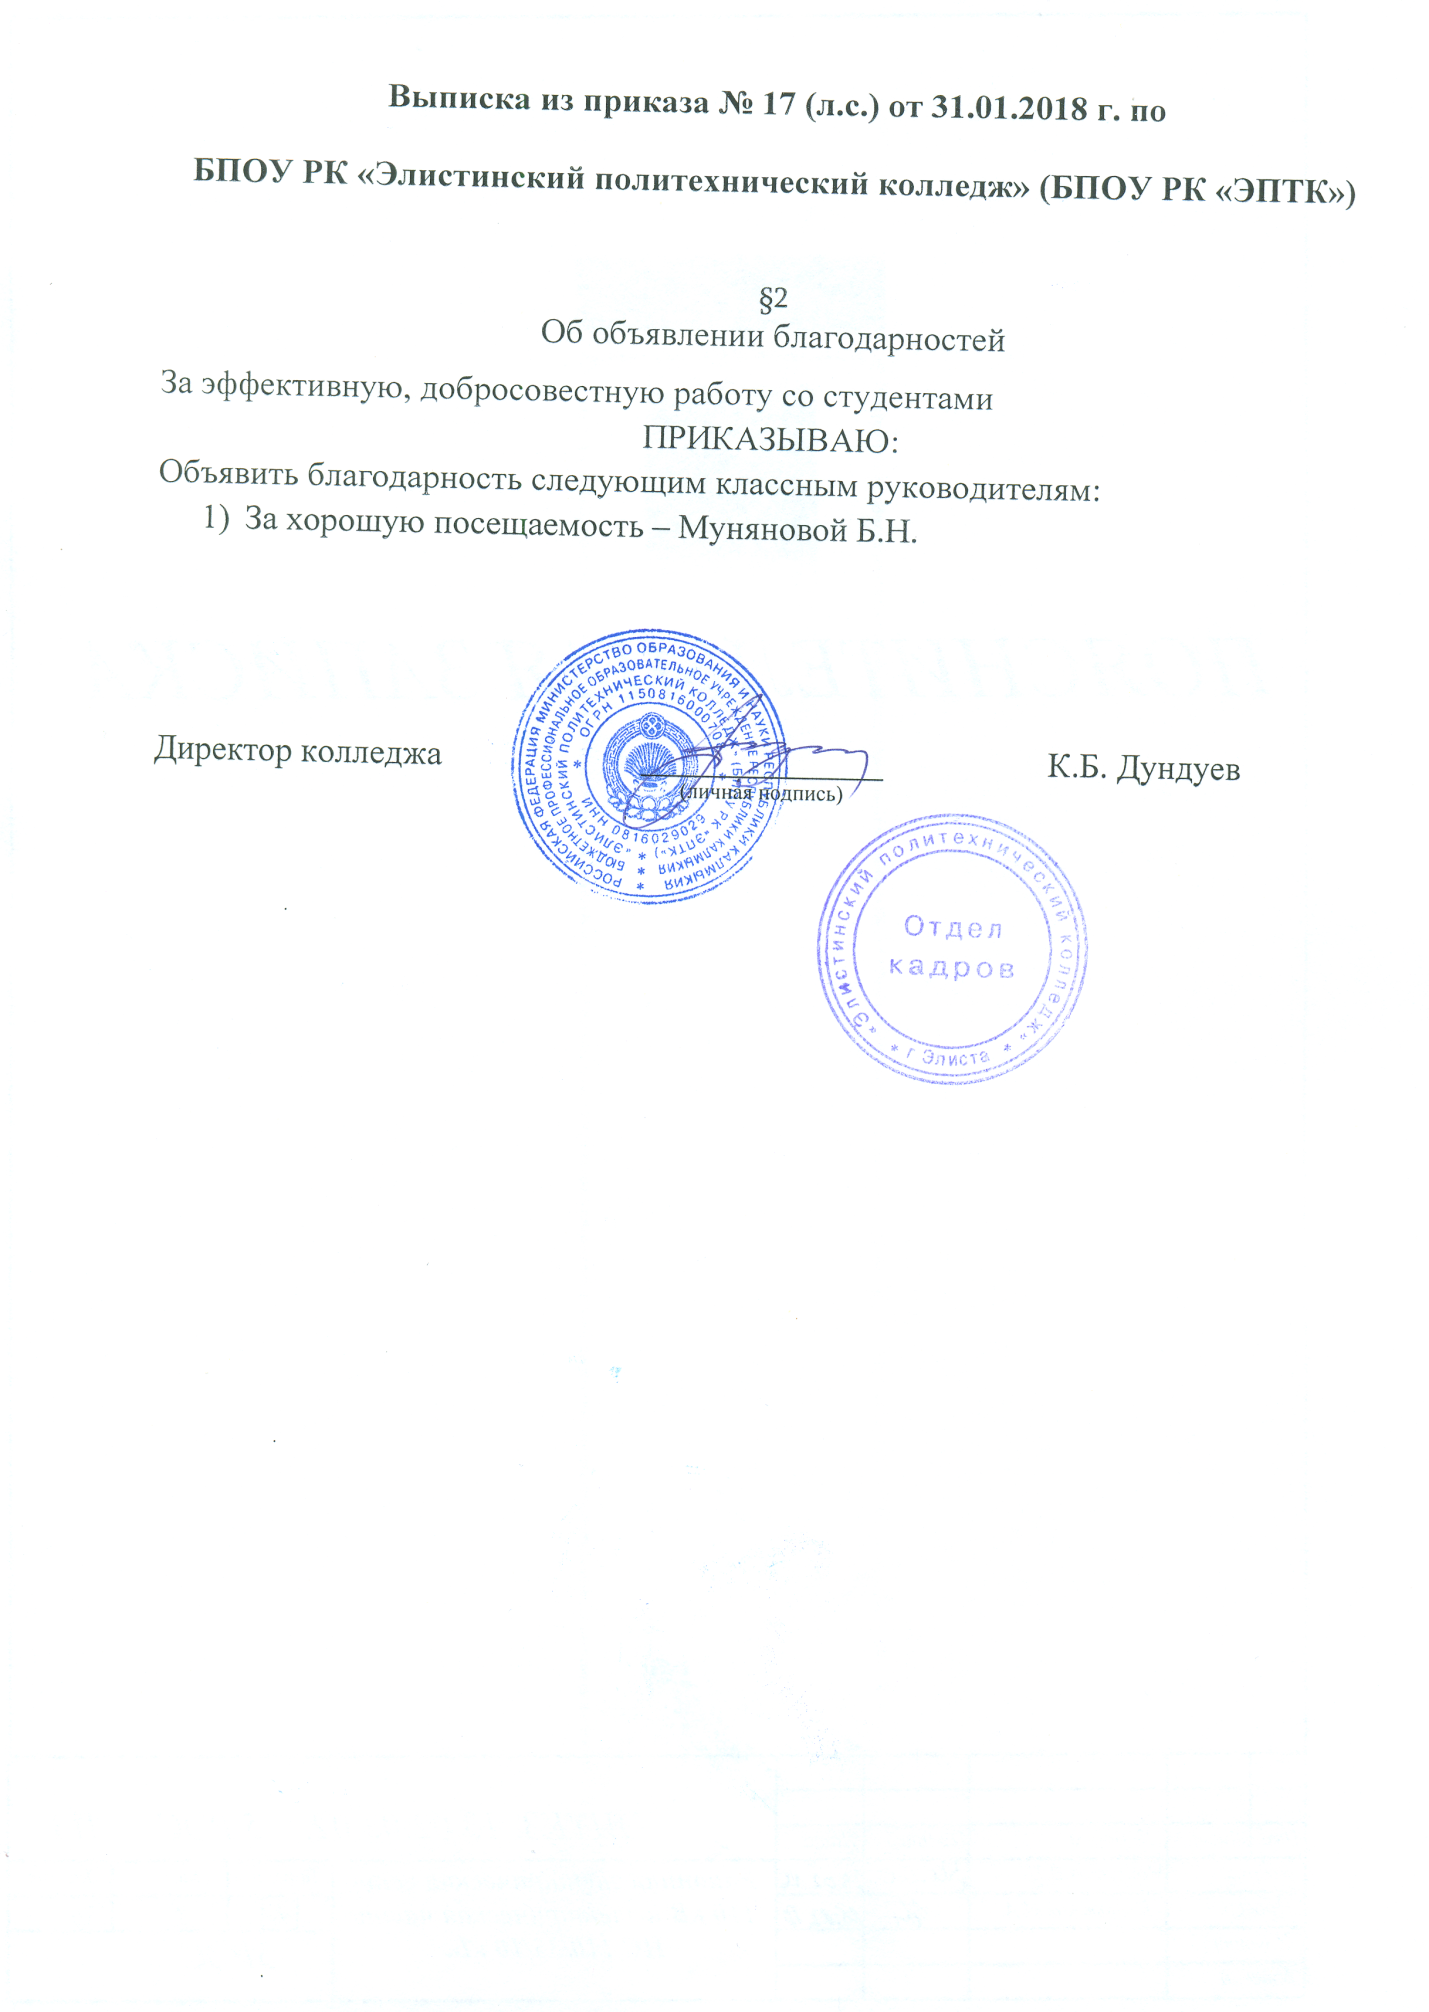 Выписка из приказа № 17 (л.с.) от 31.01.2018 г. по
БПОУ РК «Элистинский политехнический колледж» (БПОУ РК «ЭПТК»)
§2
Об объявлении благодарностей
За эффективную, добросовестную работу со студентами
ПРИКАЗЫВАЮ:
Объявить благодарность следующим классным руководителям:
1) За хорошую посещаемость – Муняновой Б.Н.
Директор колледжа
(личная подпись)
К.Б. Дундуев
РОССИЙСКАЯ ФЕДЕРАЦИЯ МИНИСТЕРСТВО ОБРАЗОВАНИЯ И НАУКИ РЕСПУБЛИКИ КАЛМЫКИЯ *
БЮДЖЕТНОЕ ПРОФЕССИОНАЛЬНОЕ ОБРАЗОВАТЕЛЬНОЕ УЧРЕЖДЕНИЕ РЕСПУБЛИКИ КАЛМЫКИЯ *
"ЭЛИСТИНСКИЙ ПОЛИТЕХНИЧЕСКИЙ КОЛЛЕДЖ" (БПОУ РК "ЭПТК") *
* ОГРН
* ИНН 0816029029
«Элистинский политехнический колледж»
Отдел
кадров
* г Элиста *